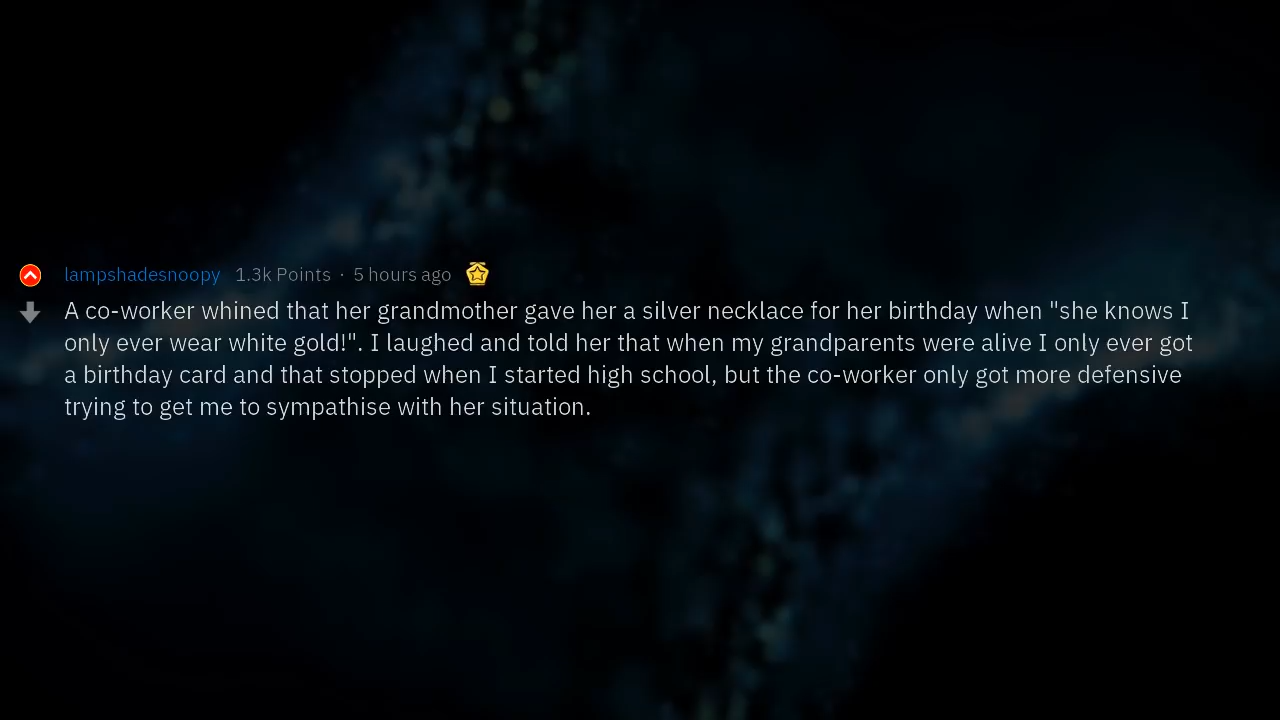 lampshadesnoopy 1.3k Points · 5 hours ago
A co-worker whined that her grandmother gave her a silver necklace for her birthday when "she knows I
only ever wear white gold!". I laughed and told her that when my grandparents were alive I only ever got
a birthday card and that stopped when I started high school, but the co-worker only got more defensive
trying to get me to sympathise with her situation.